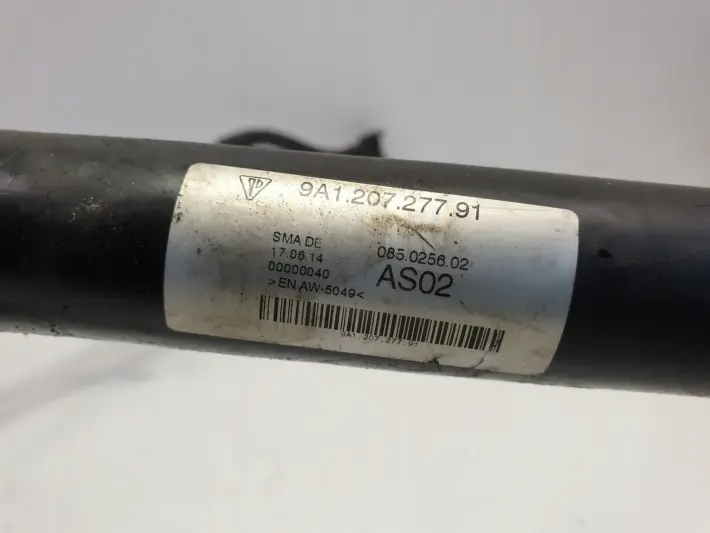 9A1.207.277.91
SMA DE
17.06.14
00000040
>EN AW-5049<
085.0256.02
AS02
9A1.207.277.91